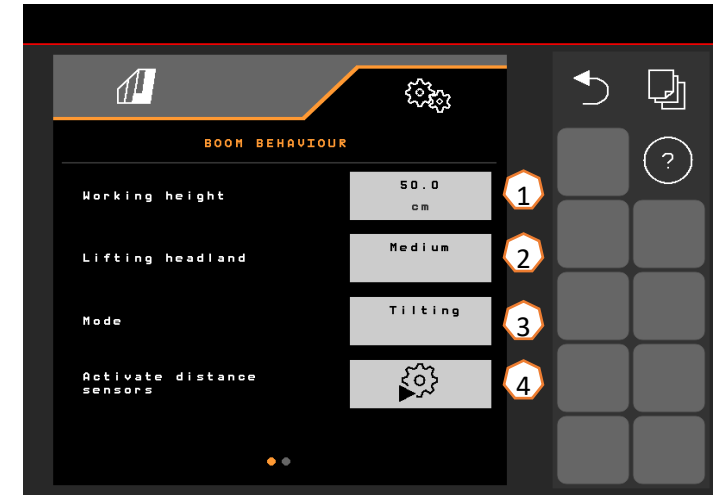 BOOM BEHAVIOUR
Working height
50.0
cm
1
Lifting headland
Medium
2
Mode
Tilting
3
Activate distance
sensors
4
?